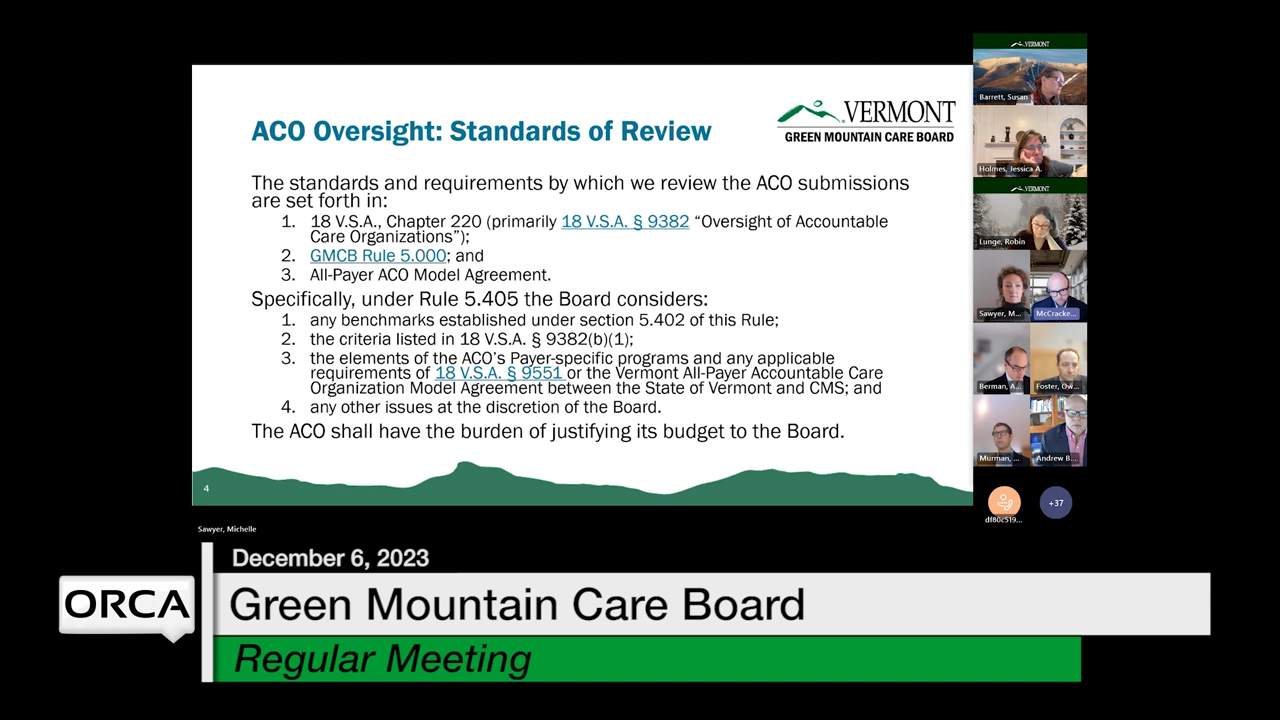 ACO Oversight: Standards of Review
VERMONT
GREEN MOUNTAIN CARE BOARD
The standards and requirements by which we review the ACO submissions
are set forth in:
1. 18 V.S.A., Chapter 220 (primarily 18 V.S.A. § 9382 “Oversight of Accountable
Care Organizations”);
2. GMCB Rule 5.000; and
3. All-Payer ACO Model Agreement.
Specifically, under Rule 5.405 the Board considers:
1. any benchmarks established under section 5.402 of this Rule;
2. the criteria listed in 18 V.S.A. § 9382(b)(1);
3. the elements of the ACO’s Payer-specific programs and any applicable
requirements of 18 V.S.A. § 9551 or the Vermont All-Payer Accountable Care
Organization Model Agreement between the State of Vermont and CMS; and
4. any other issues at the discretion of the Board.
The ACO shall have the burden of justifying its budget to the Board.
4
Sawyer, Michelle
VERMONT
Barrett, Susan
Holmes, Jessica A.
VERMONT
Lunge, Robin
Sawyer, M...
McCracke...
Berman, A...
Foster, Ow...
Murman, ...
Andrew B...
df80c519...
+37
December 6, 2023
ORCA
Green Mountain Care Board
Regular Meeting